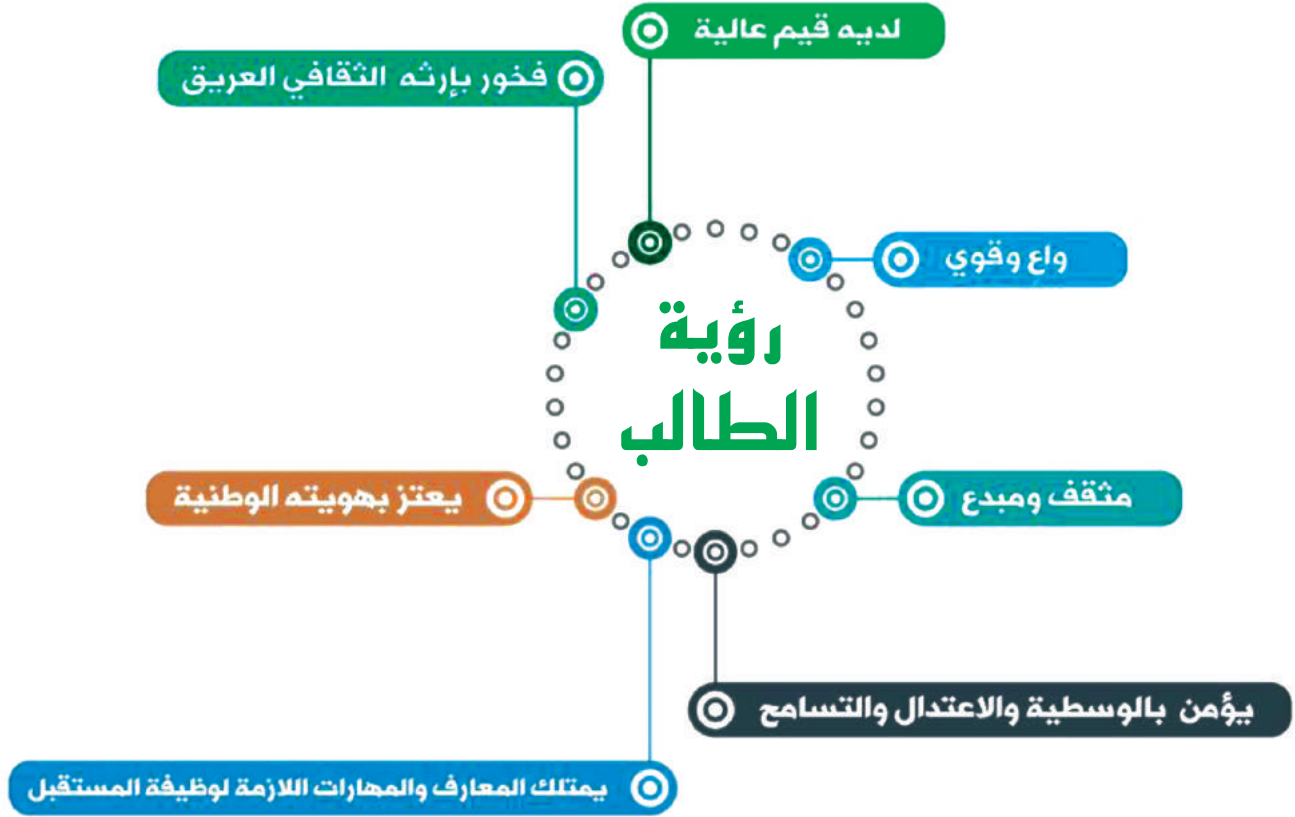 لديه قيم عالية
فخور بإرثه الثقافي العريق
واع وقوي
رؤية
الطالب
مثقف ومبدع
يعتز بهويته الوطنية
يؤمن بالوسطية والاعتدال والتسامح
يمتلك المعارف والمهارات اللازمة لوظيفة المستقبل